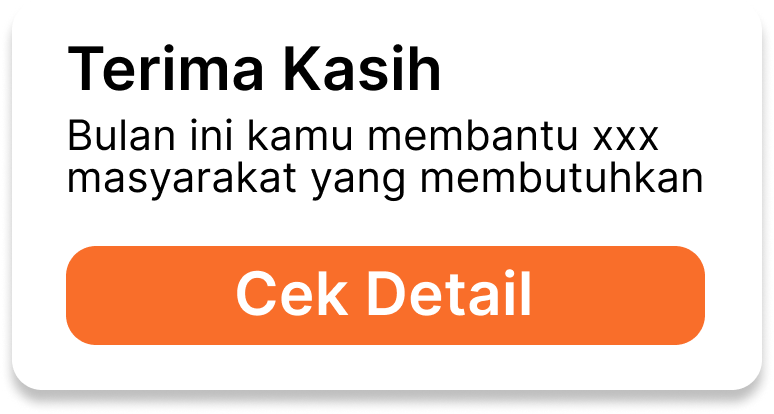 Terima Kasih
Bulan ini kamu membantu xxx
masyarakat yang membutuhkan
Cek Detail